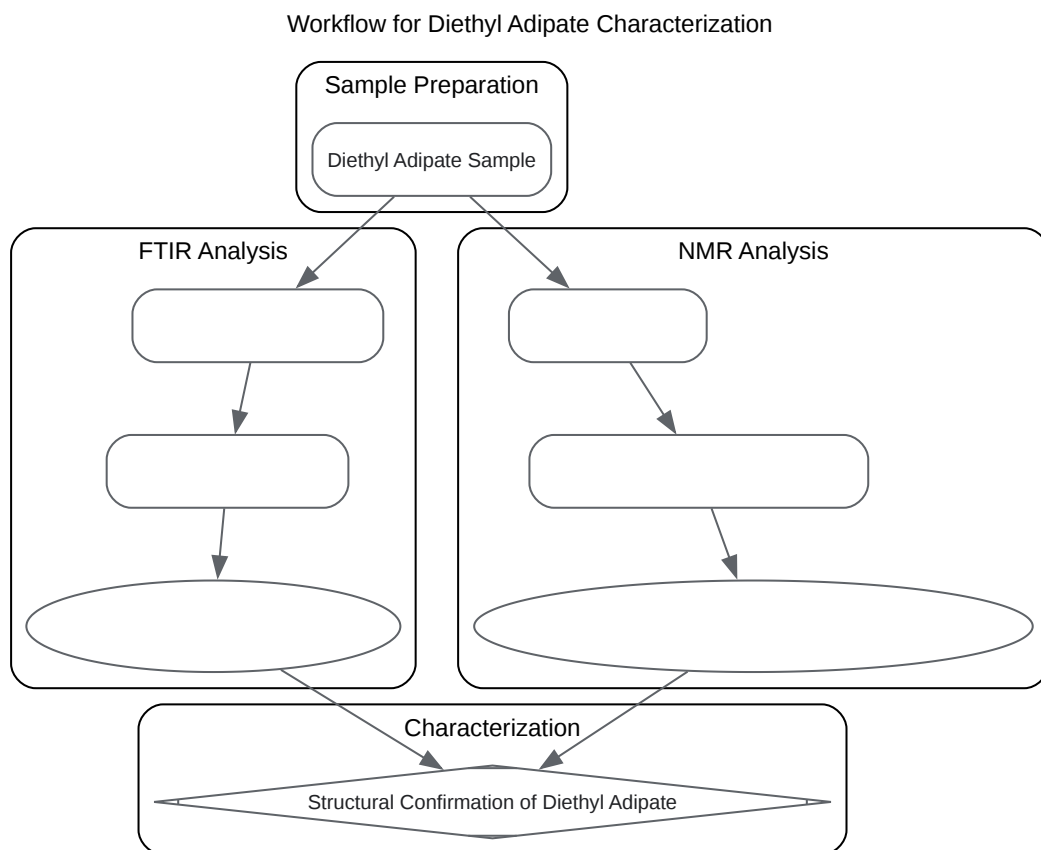 Workflow for Diethyl Adipate Characterization
Sample Preparation
Diethyl Adipate Sample
FTIR Analysis
NMR Analysis
Characterization
Structural Confirmation of Diethyl Adipate